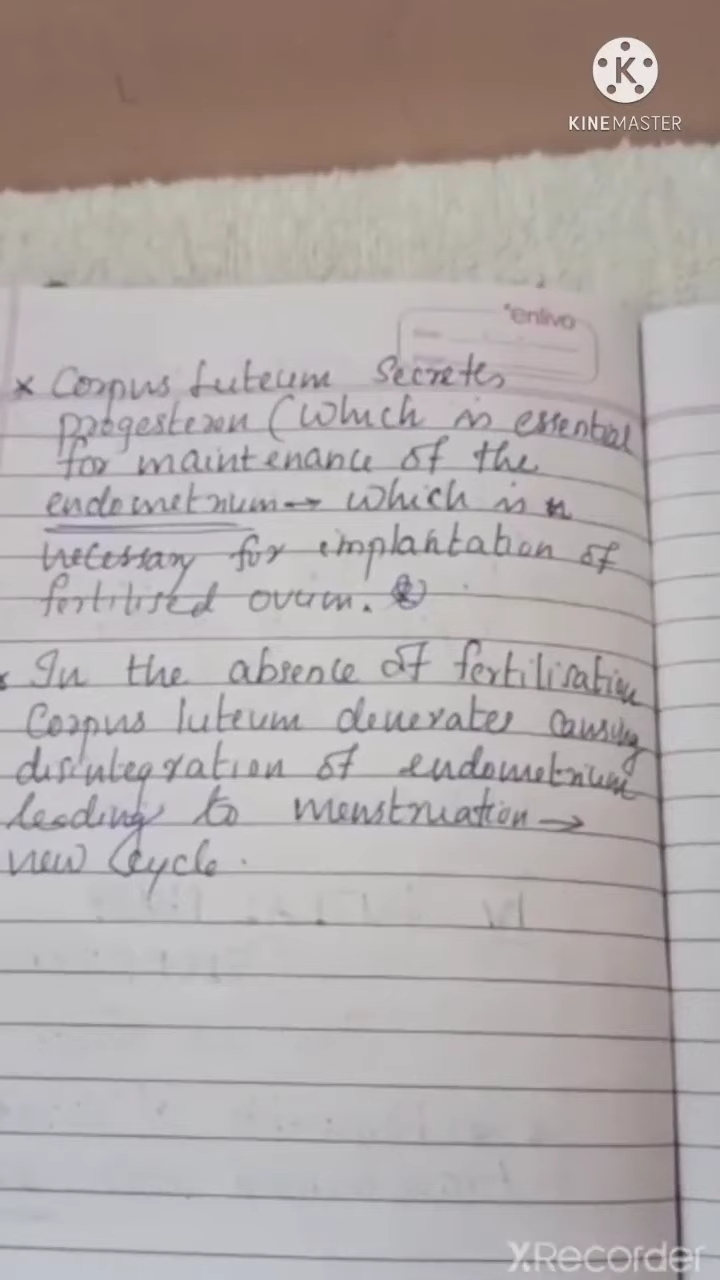 KINEMASTER
enlivo
x Corpus Luteum Secretes
progesteron (which is essential
for maintenance of the
endometrium → which is
necessary for implantation of
fertilised ovum.
x In the absence of fertilisation
Corpus luteum denerates causing
disintegration of endometrium
leading to menstruation →
new Cycle.
XRecorder